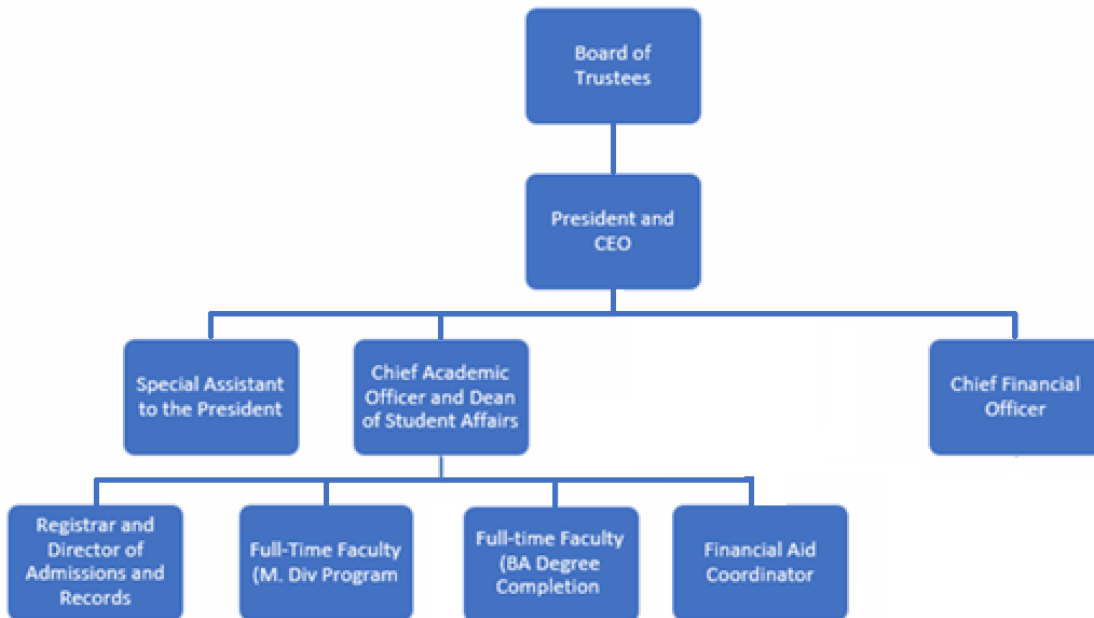 Board of
Trustees
President and
CEO
Special Assistant
to the President
Chief Academic
Officer and Dean
of Student Affairs
Chief Financial
Officer
Registrar and
Director of
Admissions and
Records
Full-Time Faculty
(M. Div Program
Full-time Faculty
(BA Degree
Completion
Financial Aid
Coordinator